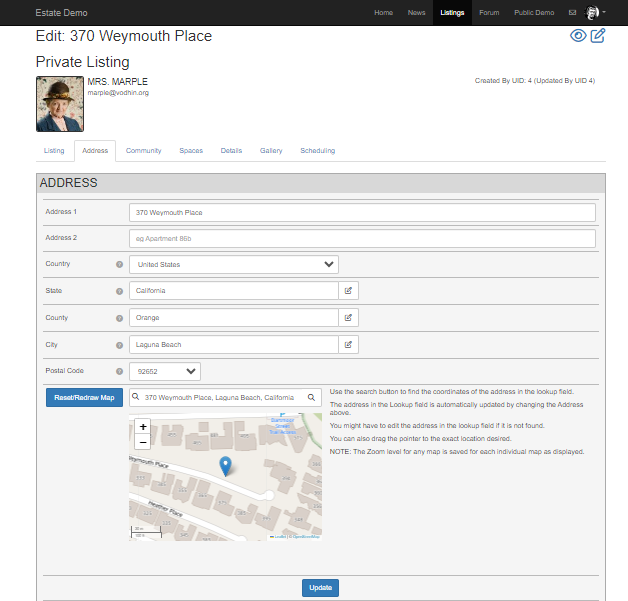 Estate Demo
Home News Listings Forum Public Demo
Edit: 370 Weymouth Place
Private Listing
MRS. MARPLE
marple@vodhin.org
Created By UID: 4 (Updated By UID 4)
Listing Address Community Spaces Details Gallery Scheduling
ADDRESS
Address 1 370 Weymouth Place
Address 2 eg Apartment 86b
Country ? United States
State ? California
County ? Orange
City ? Laguna Beach
Postal Code ? 92652
Reset/Redraw Map 370 Weymouth Place, Laguna Beach, California
Use the search button to find the coordinates of the address in the lookup field.
The address in the Lookup field is automatically updated by changing the Address
above.
You might have to edit the address in the lookup field if it is not found.
You can also drag the pointer to the exact location desired.
NOTE: The Zoom level for any map is saved for each individual map as displayed.
+
−
Weymouth Place
Heather Place
Leaflet | © OpenStreetMap
Update